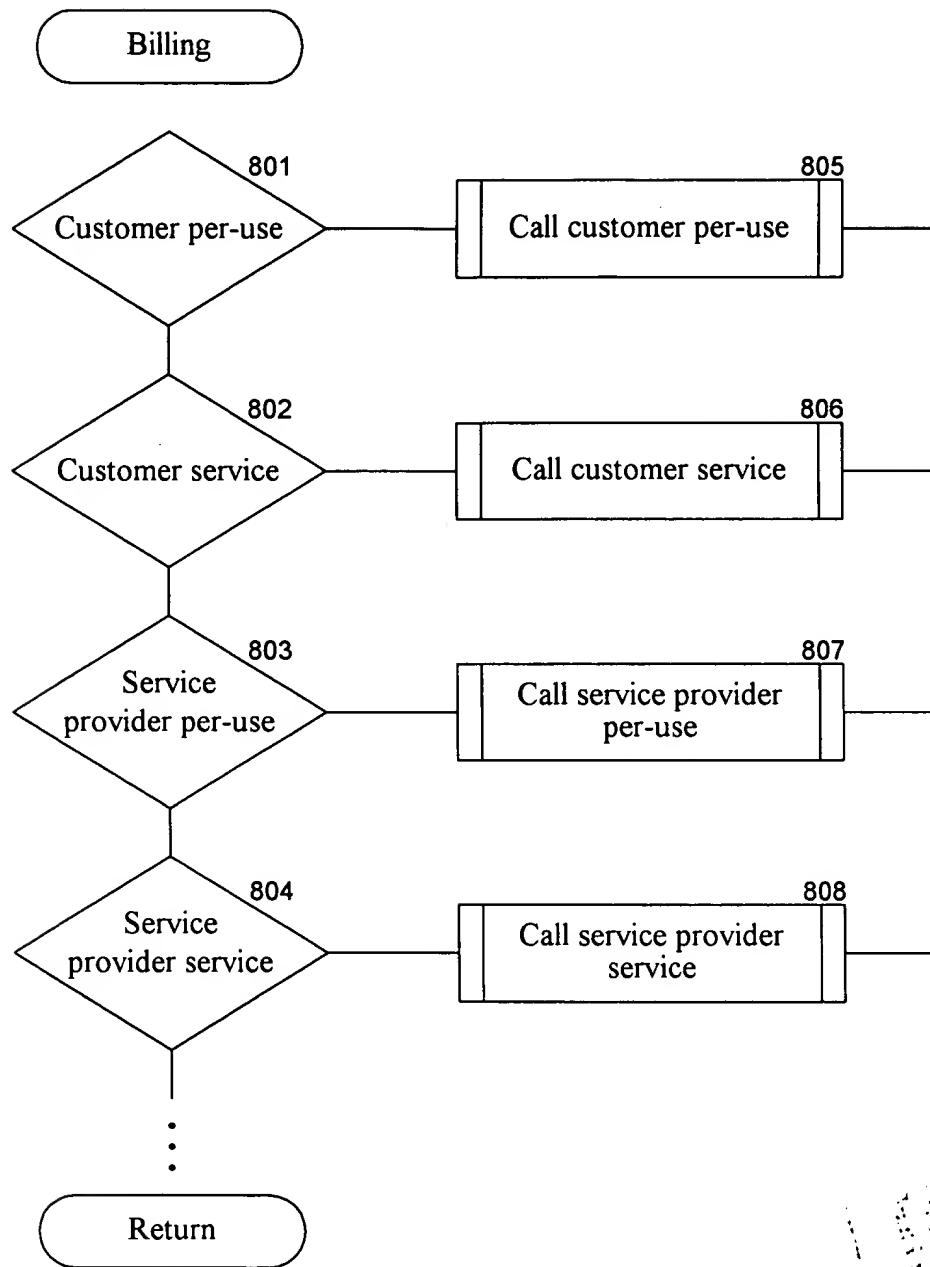 Billing
801
Customer per-use
805
Call customer per-use
802
Customer service
806
Call customer service
803
Service
provider per-use
807
Call service provider
per-use
804
Service
provider service
808
Call service provider
service
Return